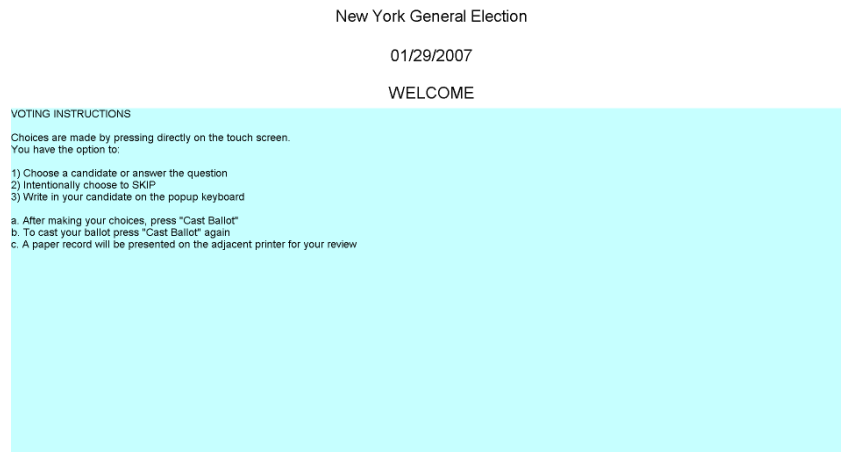 New York General Election
01/29/2007
WELCOME
VOTING INSTRUCTIONS
Choices are made by pressing directly on the touch screen.
You have the option to:
1) Choose a candidate or answer the question
2) Intentionally choose to SKIP
3) Write in your candidate on the popup keyboard
a. After making your choices, press "Cast Ballot"
b. To cast your ballot press "Cast Ballot" again
c. A paper record will be presented on the adjacent printer for your review